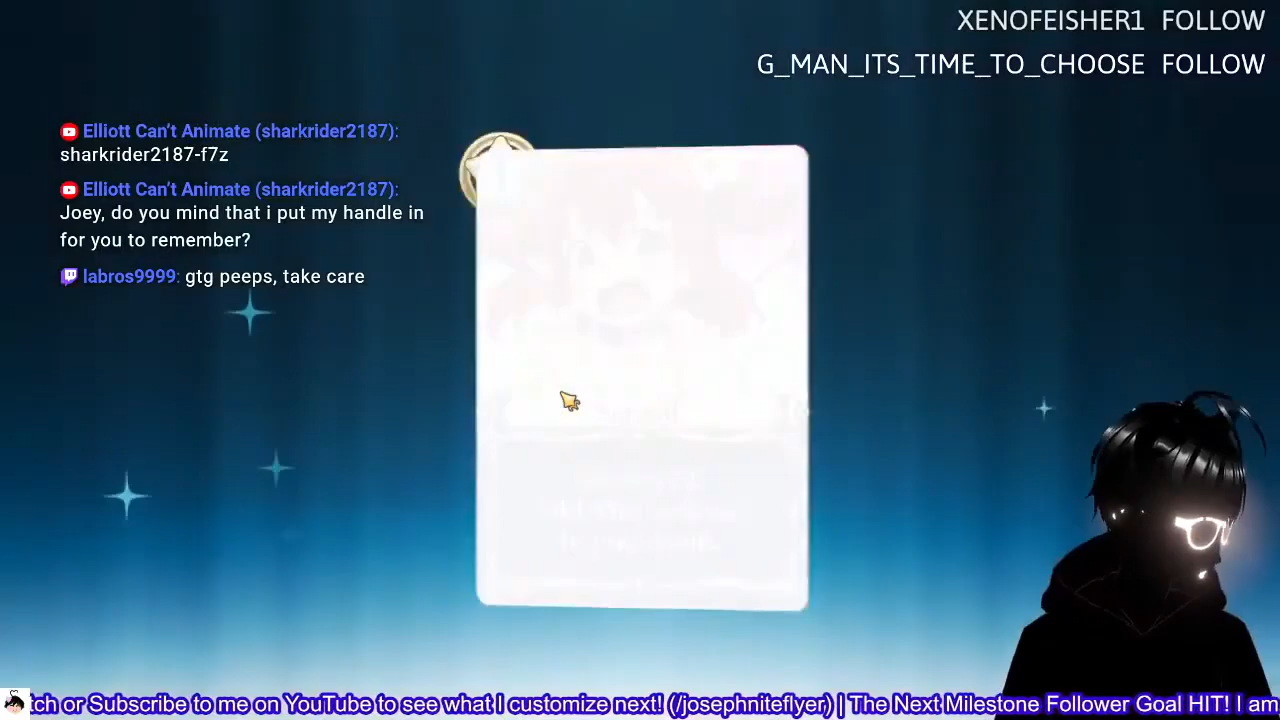 XENOFEISHER1 FOLLOW
G_MAN_ITS_TIME_TO_CHOOSE FOLLOW
Elliott Can't Animate (sharkrider2187):
sharkrider2187-f7z
Elliott Can't Animate (sharkrider2187):
Joey, do you mind that i put my handle in
for you to remember?
labros9999: gtg peeps, take care
tch or Subscribe to me on YouTube to see what I customize next! (/josephniteflyer) | The Next Milestone Follower Goal HIT! I am